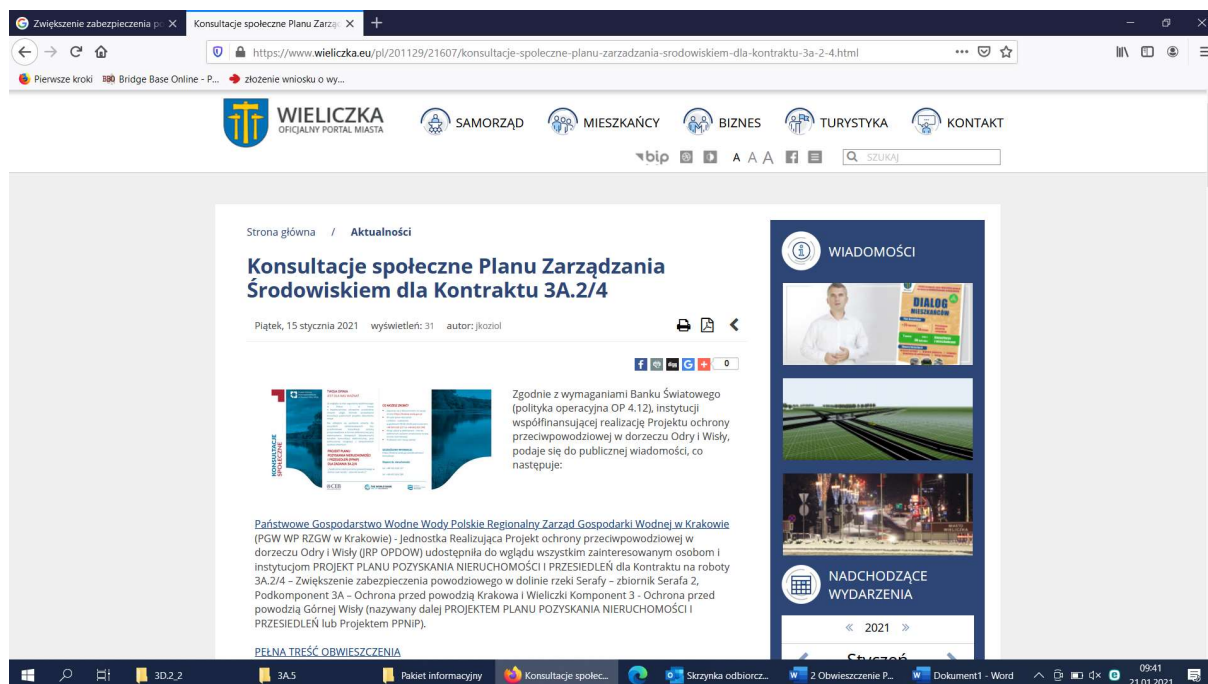 Zwiększenie zabezpieczenia po
Konsultacje społeczne Planu Zarząd
https://www.wieliczka.eu/pl/201129/21607/konsultacje-spoleczne-planu-zarzadzania-srodowiskiem-dla-kontraktu-3a-2-4.html
Pierwsze kroki
BBO
Bridge Base Online - P...
złożenie wniosku o wy...
WIELICZKA
OFICJALNY PORTAL MIASTA
SAMORZĄD
MIESZKAŃCY
BIZNES
TURYSTYKA
KONTAKT
bip
A A A
SZUKAJ
Strona główna / Aktualności
Konsultacje społeczne Planu Zarządzania
Środowiskiem dla Kontraktu 3A.2/4
Piątek, 15 stycznia 2021 wyświetleń: 31 autor: jkoziol
0
KONSULTACJE
SPOŁECZNE
Zgodnie z wymaganiami Banku Światowego
(polityka operacyjna OP 4.12), instytucji
współfinansującej realizację Projektu ochrony
przeciwpowodziowej w dorzeczu Odry i Wisły,
podaje się do publicznej wiadomości, co
następuje:
Państwowe Gospodarstwo Wodne Wody Polskie Regionalny Zarząd Gospodarki Wodnej w Krakowie
(PGW WP RZGW w Krakowie) - Jednostka Realizująca Projekt ochrony przeciwpowodziowej w
dorzeczu Odry i Wisły (JRP OPDOW) udostępniła do wglądu wszystkim zainteresowanym osobom i
instytucjom PROJEKT PLANU POZYSKANIA NIERUCHOMOŚCI I PRZESIEDLEŃ dla Kontraktu na roboty
3A.2/4 – Zwiększenie zabezpieczenia powodziowego w dolinie rzeki Serafy – zbiornik Serafa 2,
Podkomponent 3A – Ochrona przed powodzią Krakowa i Wieliczki Komponent 3 - Ochrona przed
powodzią Górnej Wisły (nazywany dalej PROJEKTEM PLANU POZYSKANIA NIERUCHOMOŚCI I
PRZESIEDLEŃ lub Projektem PPNiP).
PEŁNA TREŚĆ OBWIESZCZENIA
WIADOMOŚCI
DIALOG
MIESZKAŃCÓW
NADCHODZĄCE
WYDARZENIA
« 2021 »
Styczeń
3D.2_2
3A.5
Pakiet informacyjny
Konsultacje społec...
Skrzynka odbiorcz...
2 Obwieszczenie P...
Dokument1 - Word
09:41
21.01.2021